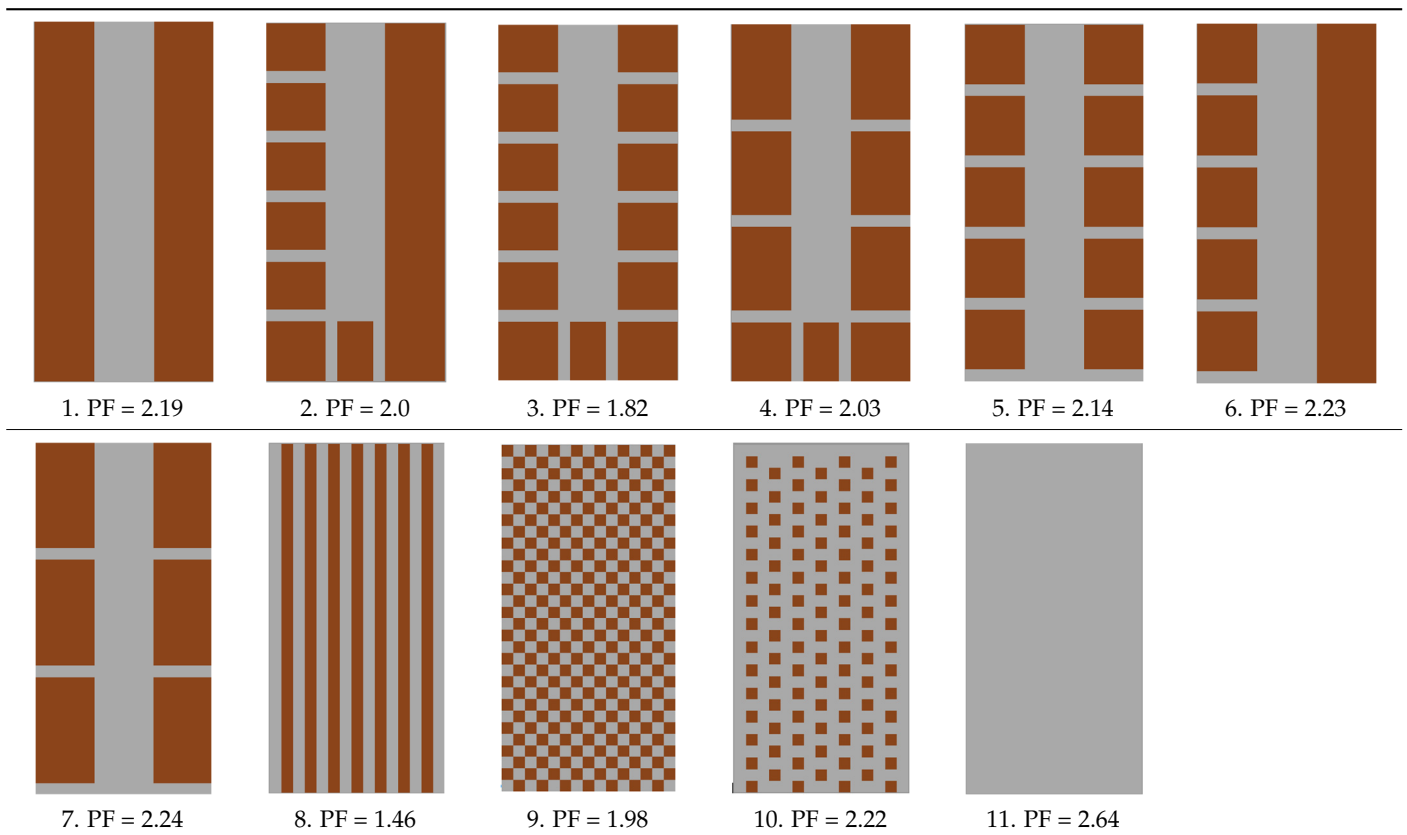 1. PF = 2.19 2. PF = 2.0 3. PF = 1.82 4. PF = 2.03 5. PF = 2.14 6. PF = 2.23
7. PF = 2.24 8. PF = 1.46 9. PF = 1.98 10. PF = 2.22 11. PF = 2.64